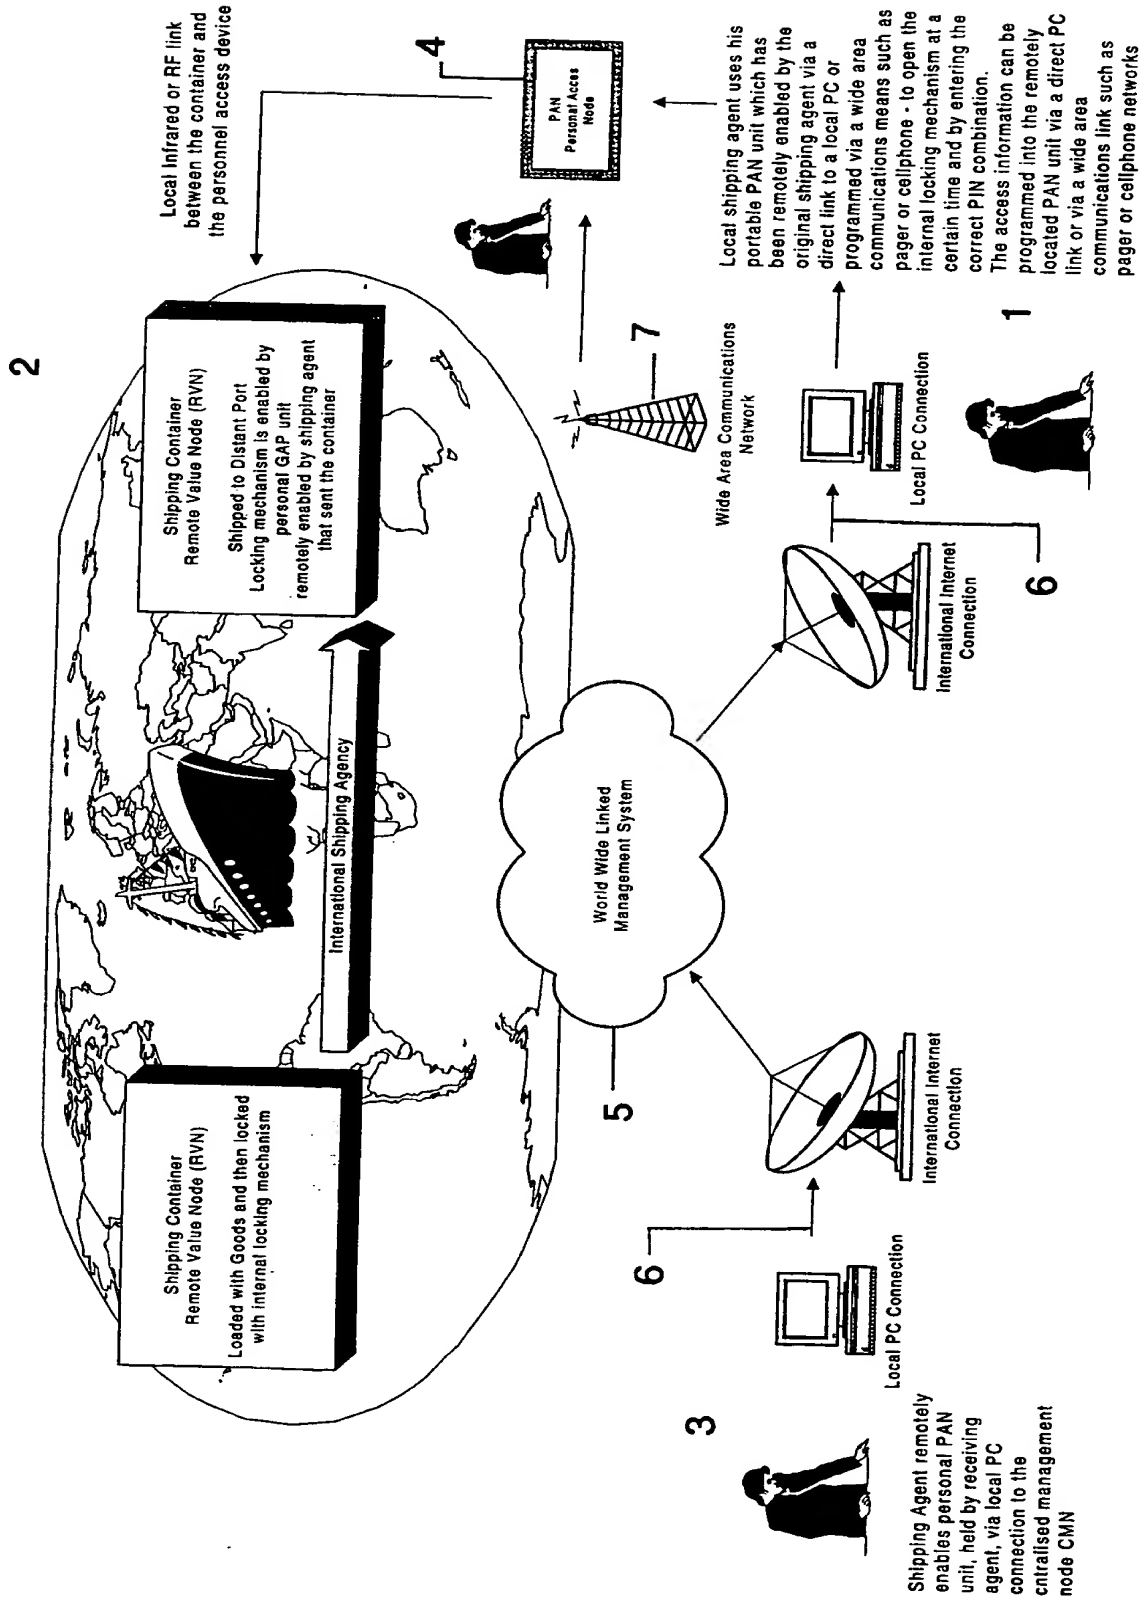 2
Shipping Container
Remote Value Node (RVN)
Loaded with Goods and then locked
with internal locking mechanism
International Shipping Agency
Shipping Container
Remote Value Node (RVN)
Shipped to Distant Port
Locking mechanism is enabled by
personal GAP unit
remotely enabled by shipping agent
that sent the container
Local Infrared or RF link
between the container and
the personnel access device
4
PAN
Personal Acces
Node
5
World Wide Linked
Management System
7
Wide Area Communications
Network
Local shipping agent uses his
portable PAN unit which has
been remotely enabled by the
original shipping agent via a
direct link to a local PC or
programmed via a wide area
communications means such as
pager or cellphone - to open the
internal locking mechanism at a
certain time and by entering the
correct PIN combination.
The access information can be
programmed into the remotely
located PAN unit via a direct PC
link or via a wide area
communications link such as
pager or cellphone networks
3
Shipping Agent remotely
enables personal PAN
unit, held by receiving
agent, via local PC
connection to the
cntralised management
node CMN
Local PC Connection
6
International Internet
Connection
International Internet
Connection
6
Local PC Connection
1